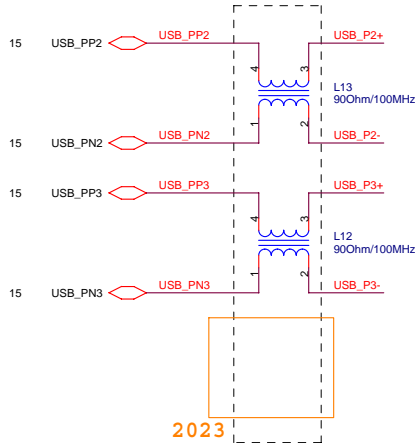 15 USB_PP2 USB_PP2 USB_P2+
4 3
L13
90Ohm/100MHz
1 2
15 USB_PN2 USB_PN2 USB_P2-
15 USB_PP3 USB_PP3 USB_P3+
4 3
L12
90Ohm/100MHz
1 2
15 USB_PN3 USB_PN3 USB_P3-
2023